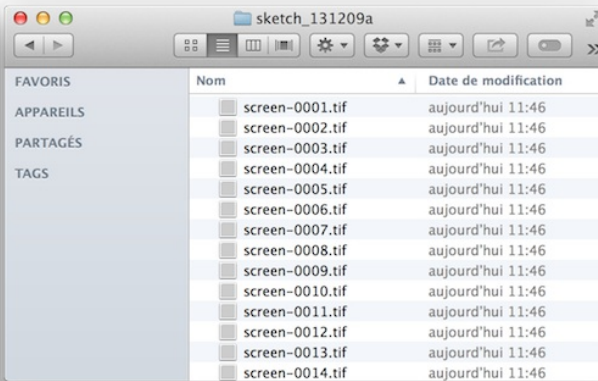 sketch_131209a
FAVORIS
APPAREILS
PARTAGÉS
TAGS
Nom Date de modification
screen-0001.tif aujourd'hui 11:46
screen-0002.tif aujourd'hui 11:46
screen-0003.tif aujourd'hui 11:46
screen-0004.tif aujourd'hui 11:46
screen-0005.tif aujourd'hui 11:46
screen-0006.tif aujourd'hui 11:46
screen-0007.tif aujourd'hui 11:46
screen-0008.tif aujourd'hui 11:46
screen-0009.tif aujourd'hui 11:46
screen-0010.tif aujourd'hui 11:46
screen-0011.tif aujourd'hui 11:46
screen-0012.tif aujourd'hui 11:46
screen-0013.tif aujourd'hui 11:46
screen-0014.tif aujourd'hui 11:46